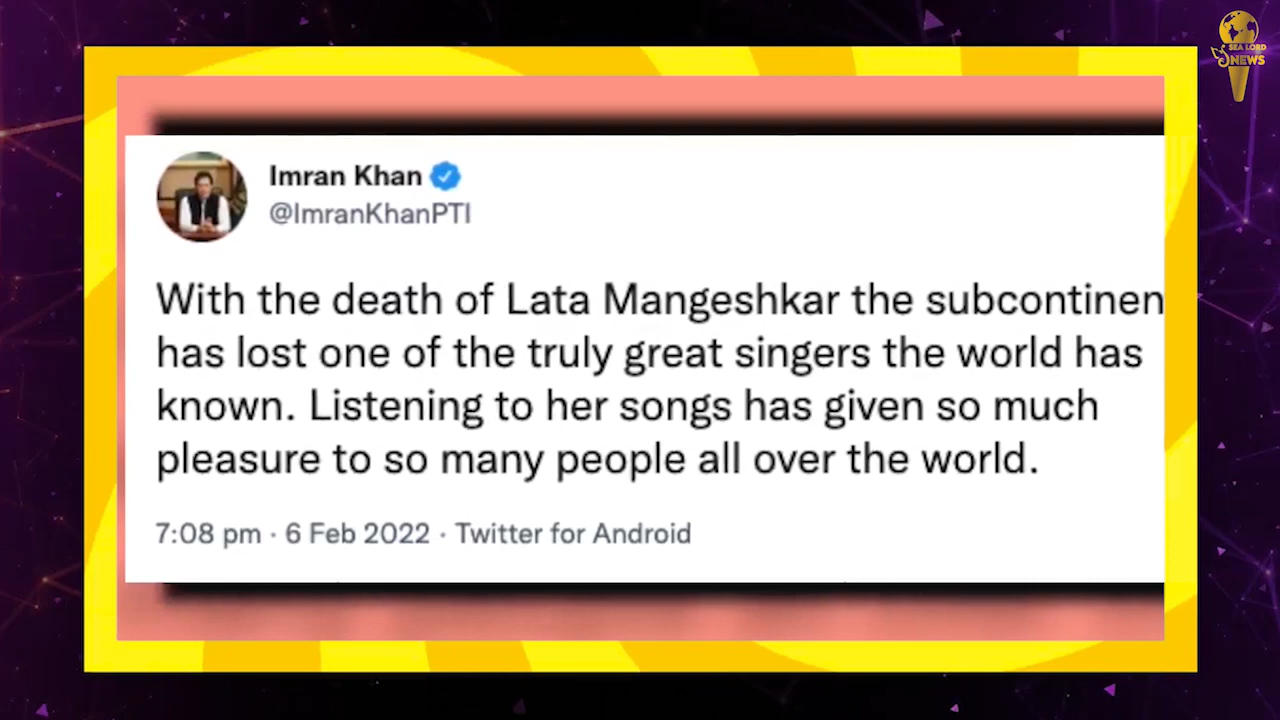 SEA LORD
NEWS
Imran Khan
@ImranKhanPTI
With the death of Lata Mangeshkar the subcontinen
has lost one of the truly great singers the world has
known. Listening to her songs has given so much
pleasure to so many people all over the world.
7:08 pm · 6 Feb 2022 · Twitter for Android